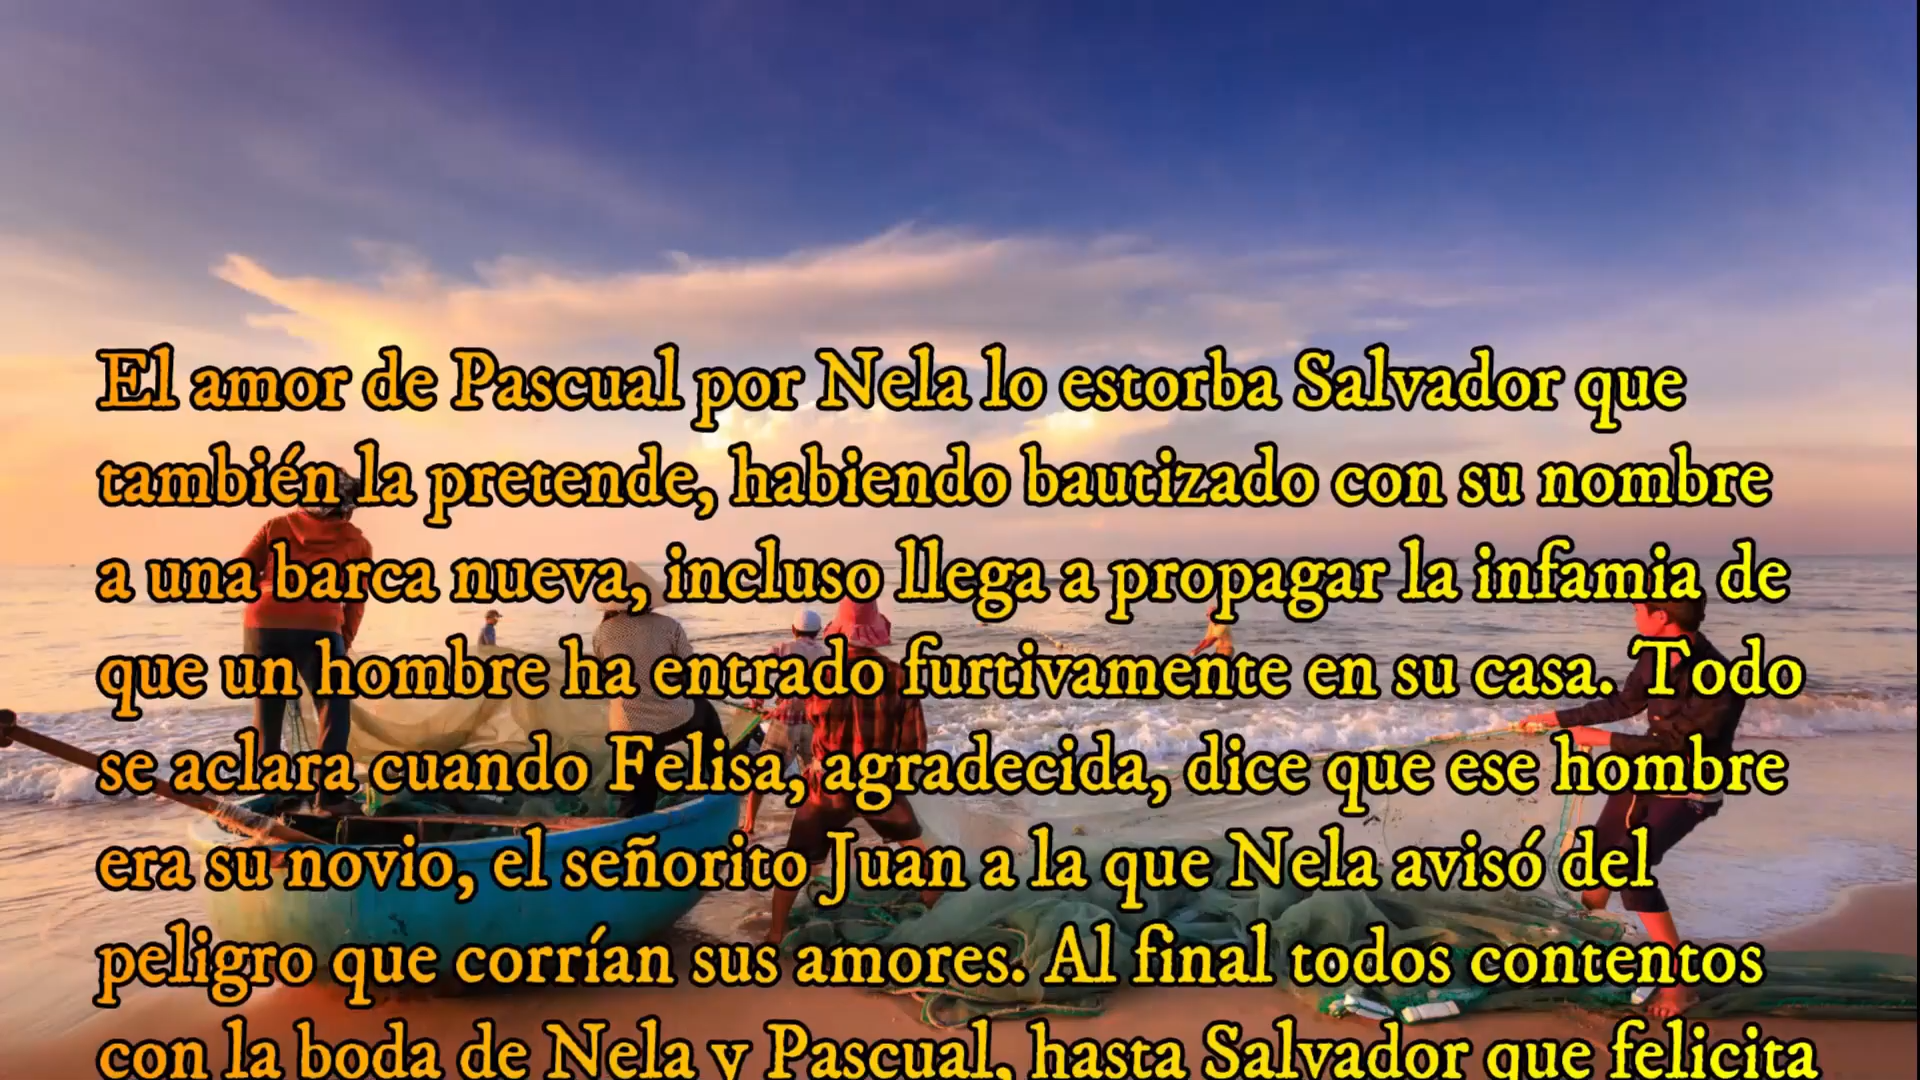 El amor de Pascual por Nela lo estorba Salvador que
también la pretende, habiendo bautizado con su nombre
a una barca nueva, incluso llega a propagar la infamia de
que un hombre ha entrado furtivamente en su casa. Todo
se aclara cuando Felisa, agradecida, dice que ese hombre
era su novio, el señorito Juan a la que Nela avisó del
peligro que corrían sus amores. Al final todos contentos
con la boda de Nela y Pascual, hasta Salvador que felicita